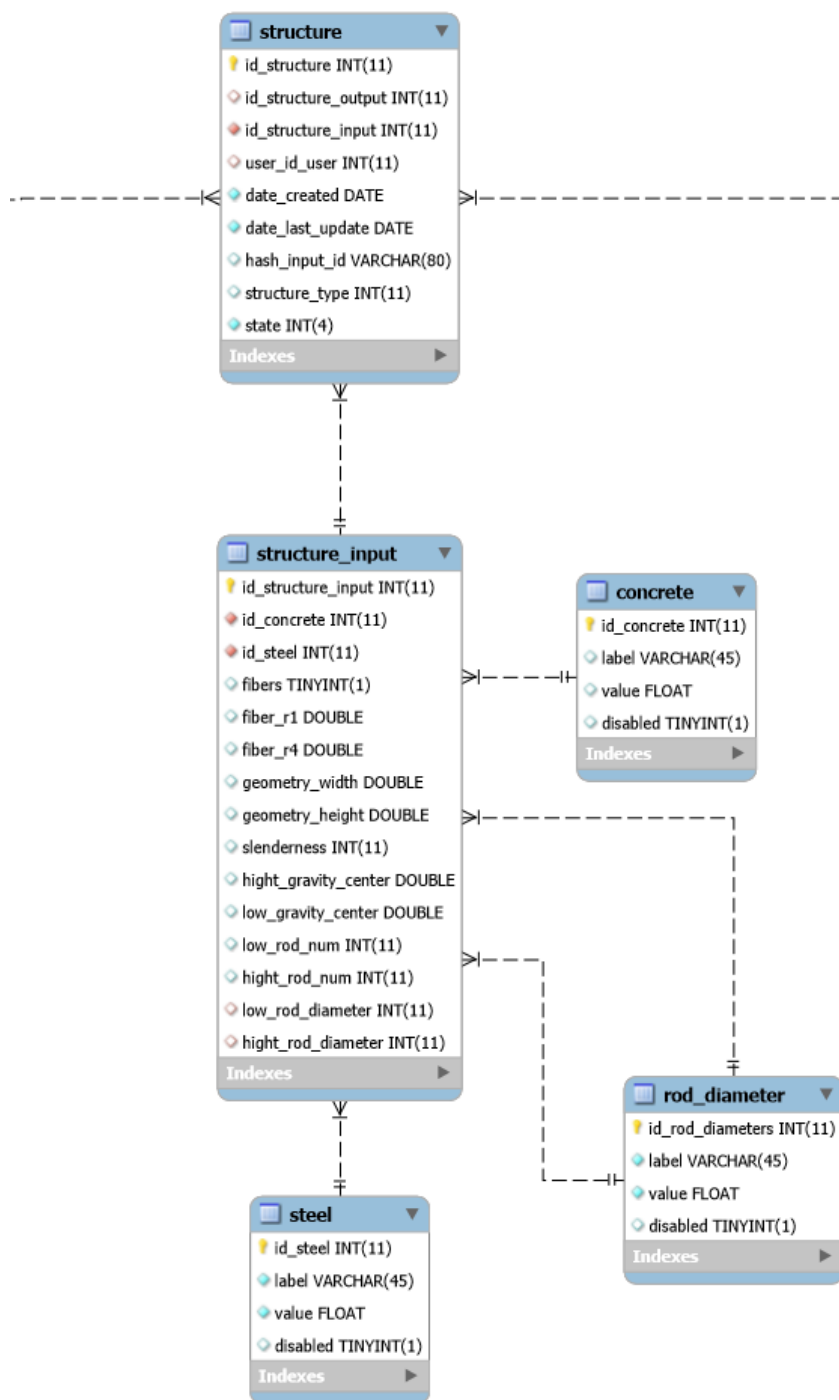 structure
id_structure INT(11)
id_structure_output INT(11)
id_structure_input INT(11)
user_id_user INT(11)
date_created DATE
date_last_update DATE
hash_input_id VARCHAR(80)
structure_type INT(11)
state INT(4)
Indexes
structure_input
id_structure_input INT(11)
id_concrete INT(11)
id_steel INT(11)
fibers TINYINT(1)
fiber_r1 DOUBLE
fiber_r4 DOUBLE
geometry_width DOUBLE
geometry_height DOUBLE
slenderness INT(11)
hight_gravity_center DOUBLE
low_gravity_center DOUBLE
low_rod_num INT(11)
hight_rod_num INT(11)
low_rod_diameter INT(11)
hight_rod_diameter INT(11)
Indexes
concrete
id_concrete INT(11)
label VARCHAR(45)
value FLOAT
disabled TINYINT(1)
Indexes
rod_diameter
id_rod_diameters INT(11)
label VARCHAR(45)
value FLOAT
disabled TINYINT(1)
Indexes
steel
id_steel INT(11)
label VARCHAR(45)
value FLOAT
disabled TINYINT(1)
Indexes